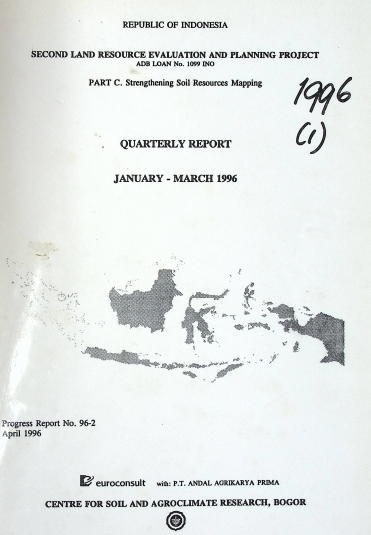 REPUBLIC OF INDONESIA
SECOND LAND RESOURCE EVALUATION AND PLANNING PROJECT
ADB LOAN No. 1099 INO
PART C. Strengthening Soil Resources Mapping
1996
(1)
QUARTERLY REPORT
JANUARY - MARCH 1996
Progress Report No. 96-2
April 1996
euroconsult with: P.T. ANDAL AGRIKARYA PRIMA
CENTRE FOR SOIL AND AGROCLIMATE RESEARCH, BOGOR